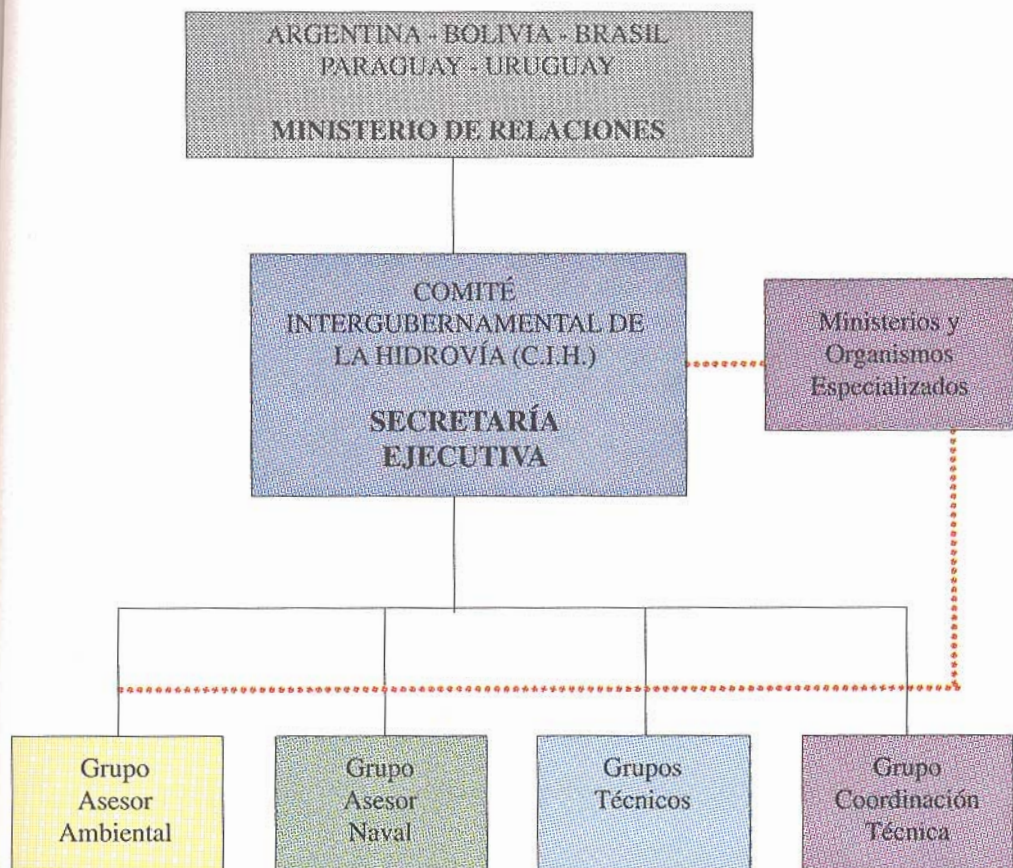 ARGENTINA - BOLIVIA - BRASIL
PARAGUAY - URUGUAY
MINISTERIO DE RELACIONES
COMITÉ
INTERGUBERNAMENTAL DE
LA HIDROVÍA (C.I.H.)
SECRETARÍA
EJECUTIVA
Ministerios y
Organismos
Especializados
Grupo
Asesor
Ambiental
Grupo
Asesor
Naval
Grupos
Técnicos
Grupo
Coordinación
Técnica